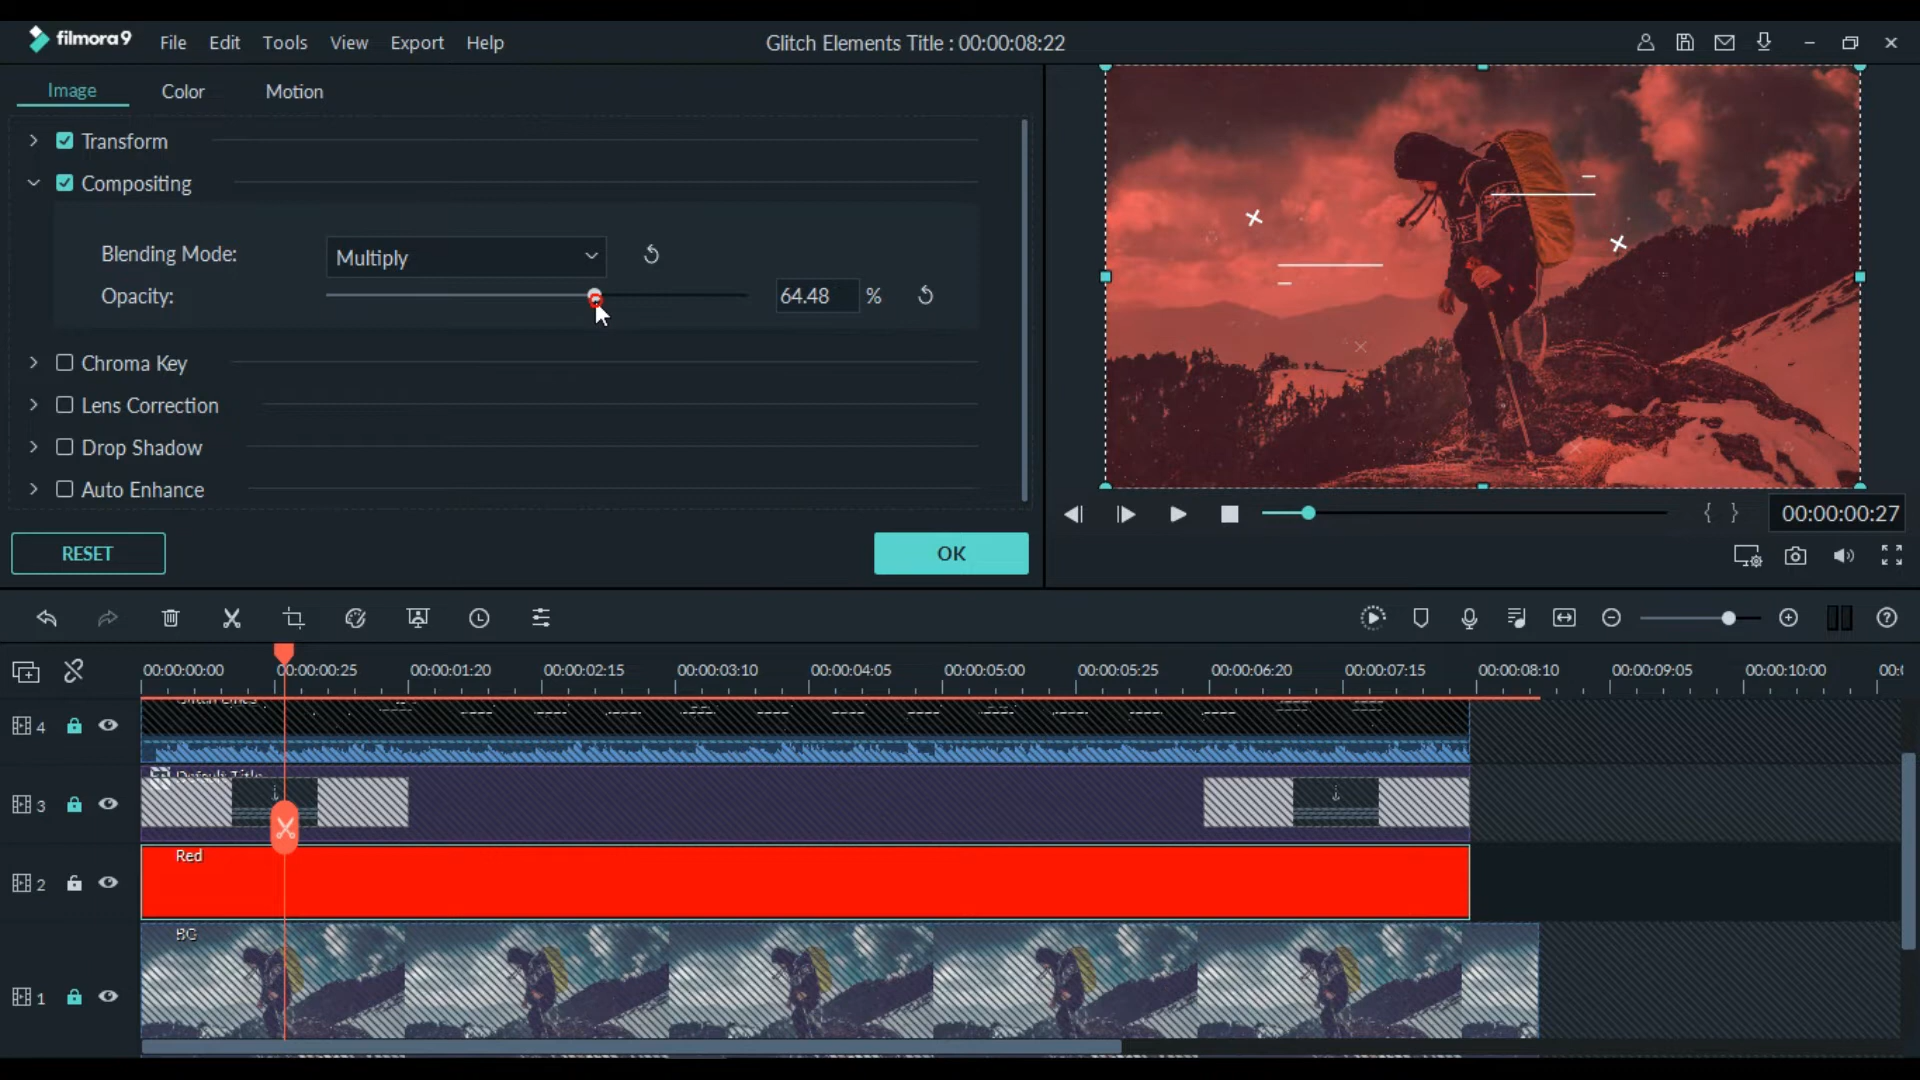 filmora9 File Edit Tools View Export Help Glitch Elements Title : 00:00:08:22
Image Color Motion
Transform
Compositing
Blending Mode: Multiply
Opacity: 64.48 %
Chroma Key
Lens Correction
Drop Shadow
Auto Enhance
RESET OK
00:00:00:27
00:00:00:00 00:00:00:25 00:00:01:20 00:00:02:15 00:00:03:10 00:00:04:05 00:00:05:00 00:00:05:25 00:00:06:20 00:00:07:15 00:00:08:10 00:00:09:05 00:00:10:00
4
Default Title
3
Red
2
BG
1